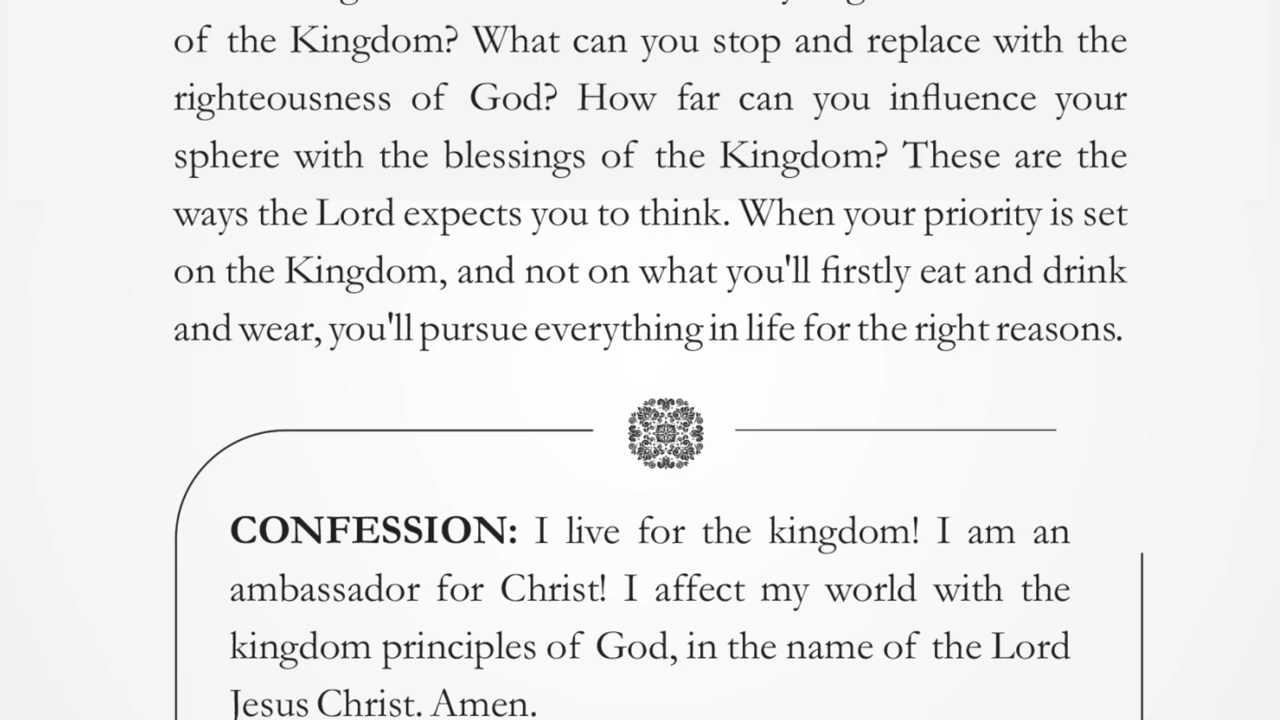 of the Kingdom? What can you stop and replace with the
righteousness of God? How far can you influence your
sphere with the blessings of the Kingdom? These are the
ways the Lord expects you to think. When your priority is set
on the Kingdom, and not on what you'll firstly eat and drink
and wear, you'll pursue everything in life for the right reasons.
CONFESSION: I live for the kingdom! I am an
ambassador for Christ! I affect my world with the
kingdom principles of God, in the name of the Lord
Jesus Christ. Amen.